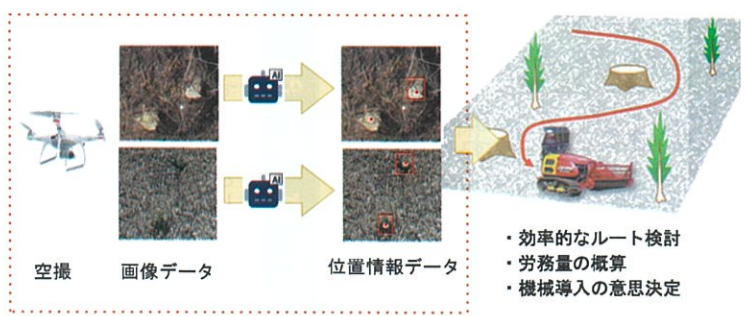 AI
AI
空撮
画像データ
位置情報データ
・効率的なルート検討
・労務量の概算
・機械導入の意思決定